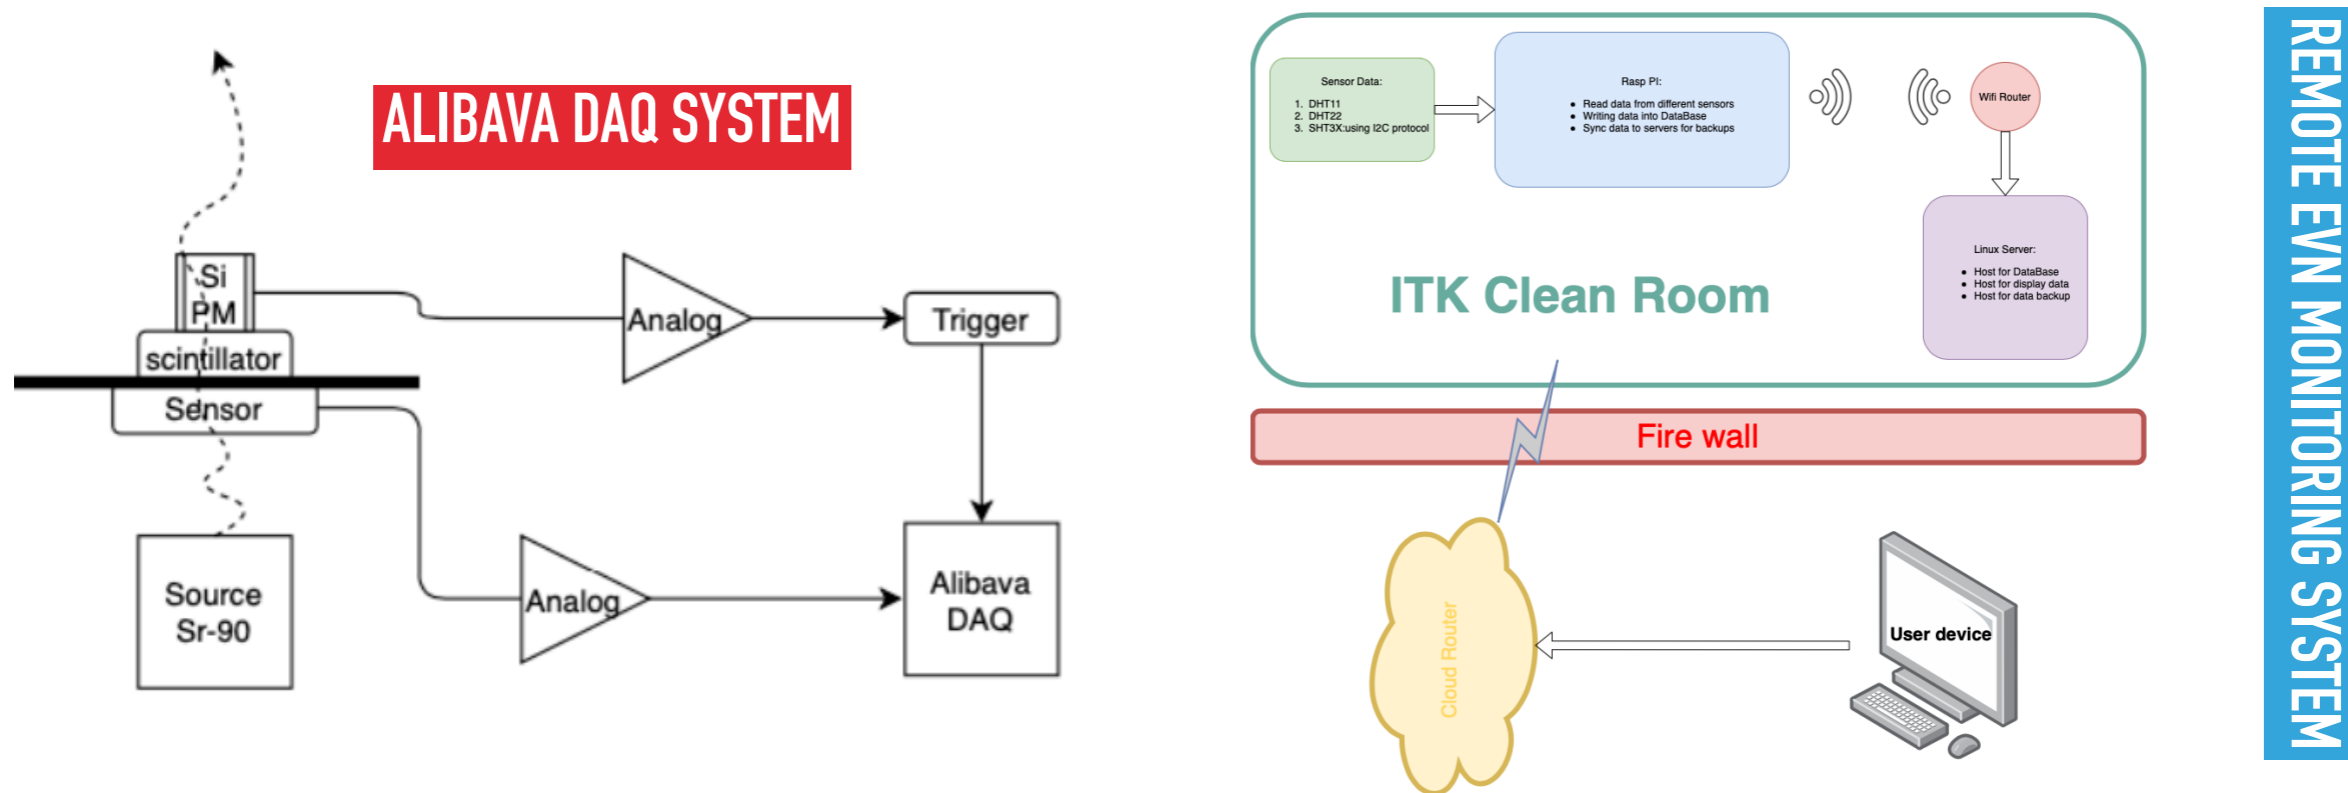 ALIBAVA DAQ SYSTEM
Si
PM
scintillator
Sensor
Source
Sr-90
Analog
Trigger
Analog
Alibava
DAQ
Sensor Data:
1. DHT11
2. DHT22
3. SHT3X:using I2C protocol
Rasp PI:
• Read data from different sensors
• Writing data into DataBase
• Sync data to servers for backups
Wifi Router
Linux Server:
• Host for DataBase
• Host for display data
• Host for data backup
ITK Clean Room
Fire wall
Cloud Router
User device
REMOTE EVN MONITORING SYSTEM